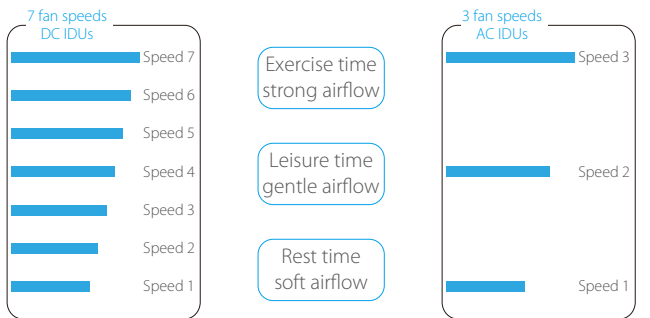 7 fan speeds
DC IDUs
Speed 7
Speed 6
Speed 5
Speed 4
Speed 3
Speed 2
Speed 1
Exercise time
strong airflow
Leisure time
gentle airflow
Rest time
soft airflow
3 fan speeds
AC IDUs
Speed 3
Speed 2
Speed 1